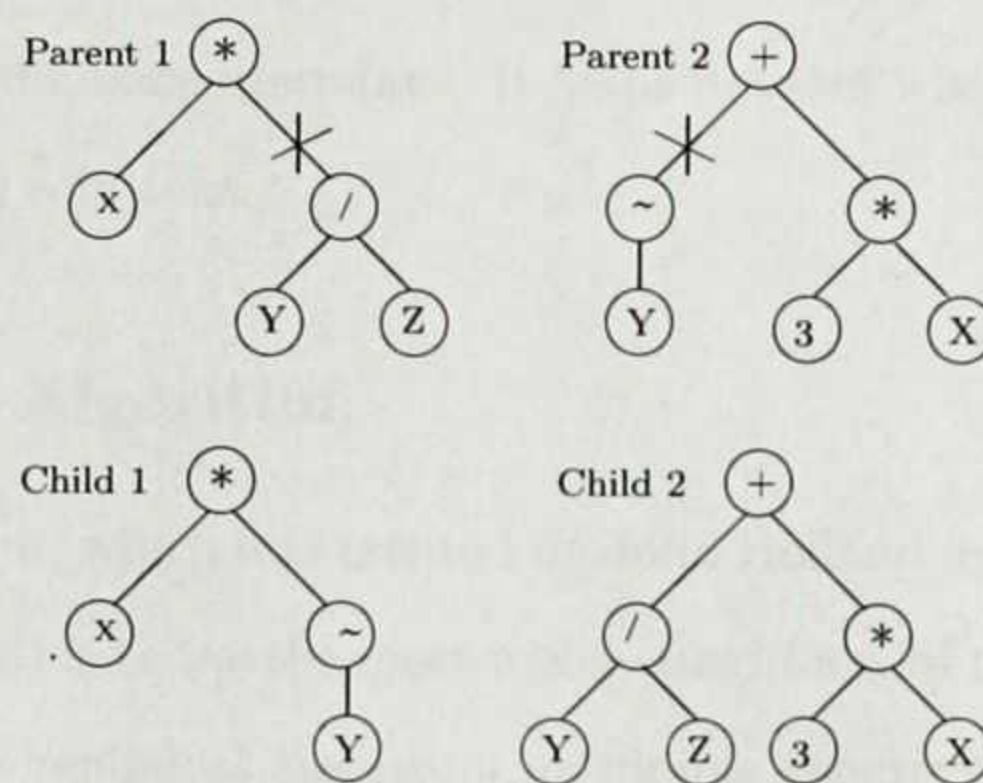 Parent 1 * Parent 2 +
x / ~ *
Y Z Y 3 X
Child 1 * Child 2 +
x ~ / *
Y Y Z 3 X